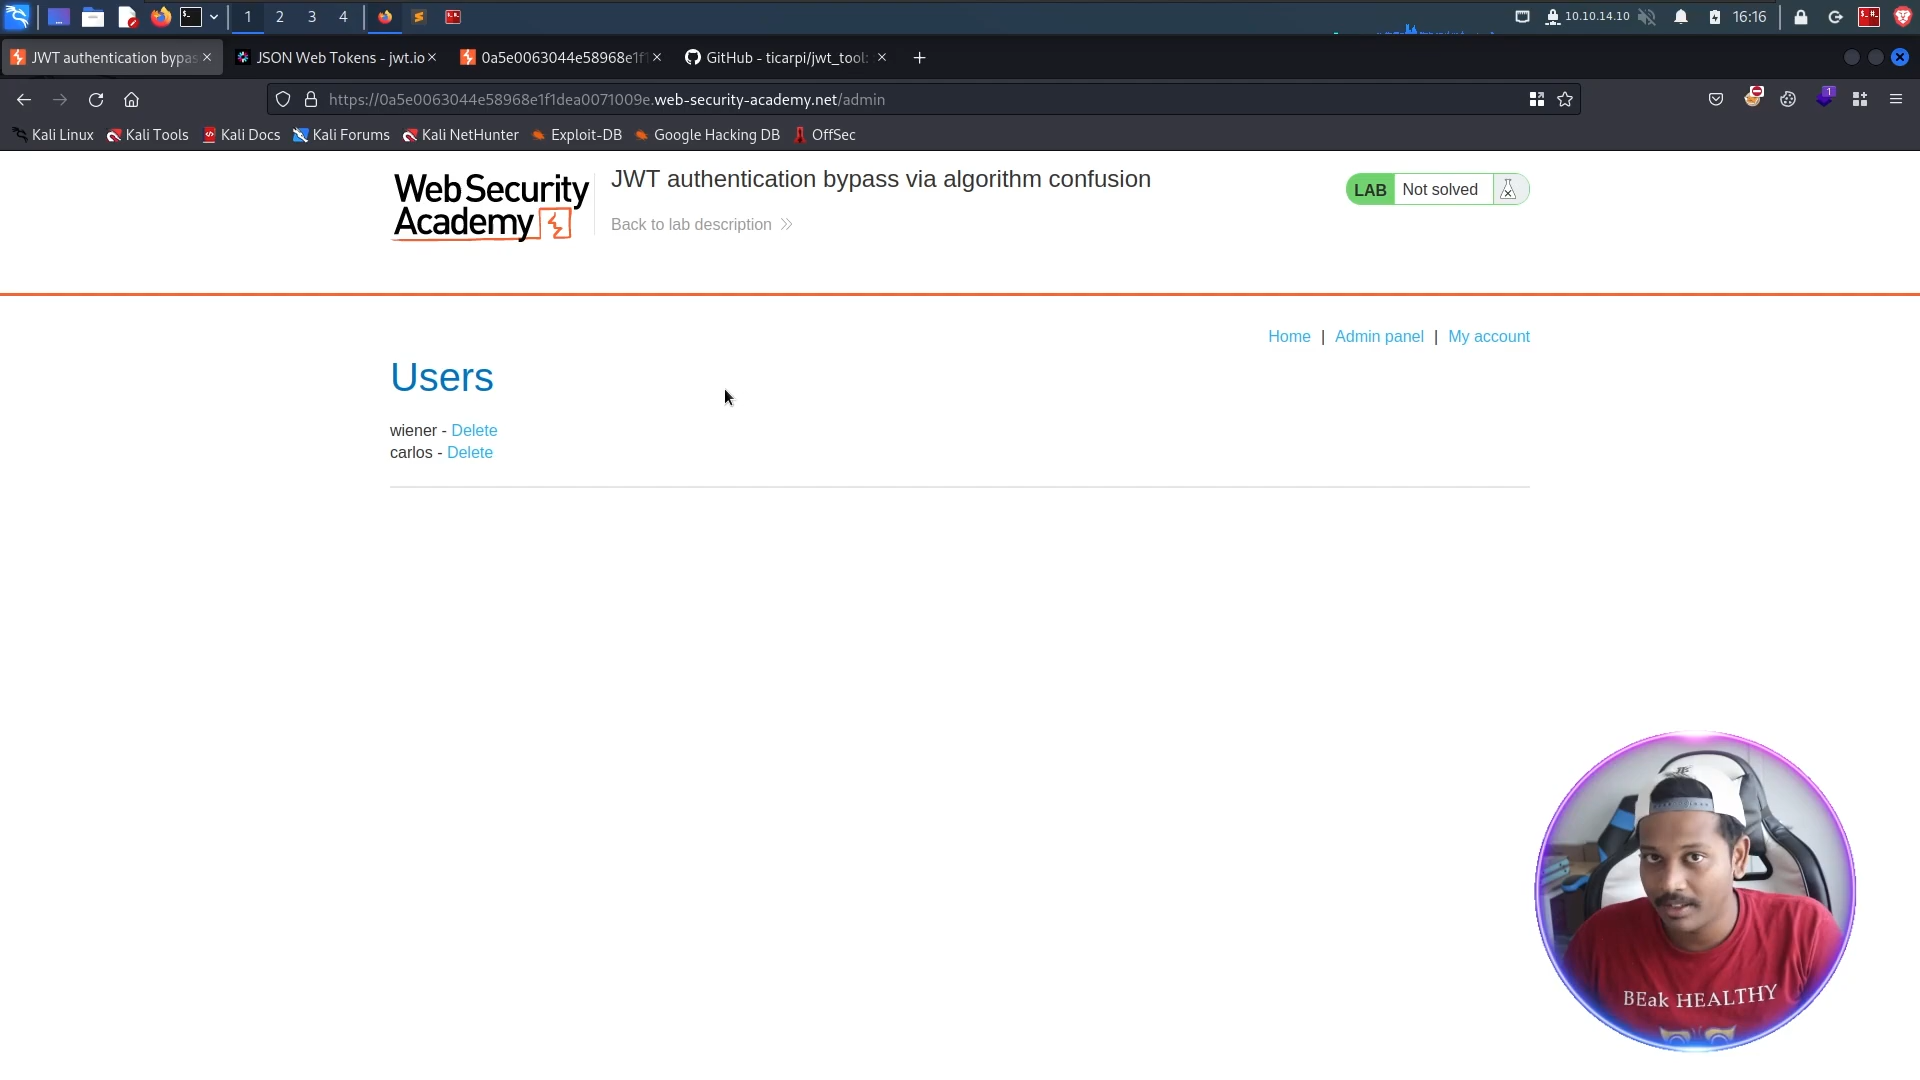 1 2 3 4 10.10.14.10 16:16
JWT authentication bypas JSON Web Tokens - jwt.io 0a5e0063044e58968e1f1 GitHub - ticarpi/jwt_tool:
https://0a5e0063044e58968e1f1dea0071009e.web-security-academy.net/admin 1
Kali Linux Kali Tools Kali Docs Kali Forums Kali NetHunter Exploit-DB Google Hacking DB OffSec
Web Security
Academy
JWT authentication bypass via algorithm confusion
Back to lab description
LAB Not solved
Home | Admin panel | My account
Users
wiener - Delete
carlos - Delete
BEak HEALTHY